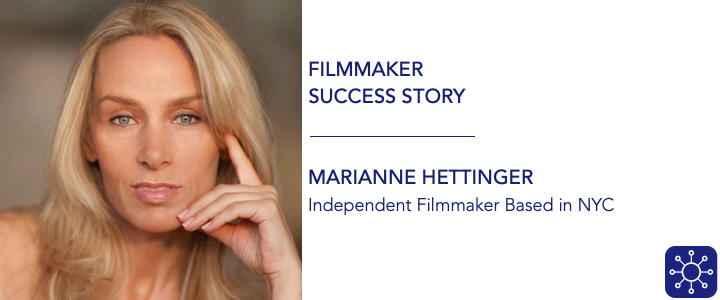 FILMMAKER
SUCCESS STORY
MARIANNE HETTINGER
Independent Filmmaker Based in NYC